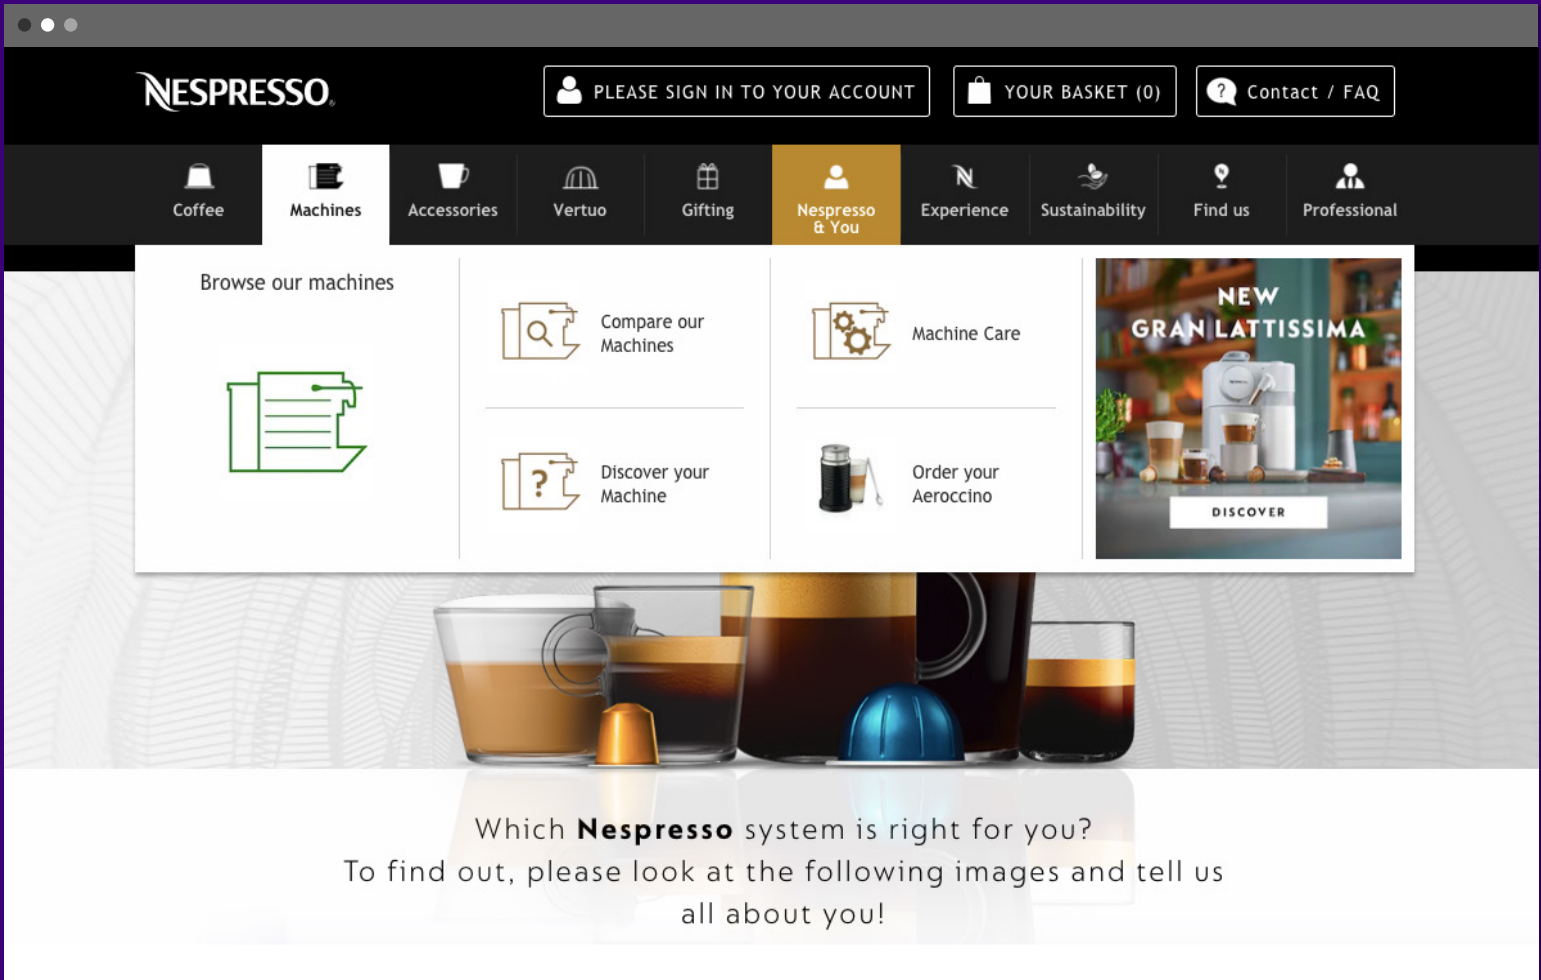 NESPRESSO
PLEASE SIGN IN TO YOUR ACCOUNT
YOUR BASKET (0)
? Contact / FAQ
Coffee
Machines
Accessories
Vertuo
Gifting
Nespresso
& You
N
Experience
Sustainability
N
Find us
Professional
Browse our machines
Compare our
Machines
?
Discover your
Machine
Machine Care
Order your
Aeroccino
NEW
GRAN LATTISSIMA
NESPRESSO
DISCOVER
Which Nespresso system is right for you?
To find out, please look at the following images and tell us
all about you!